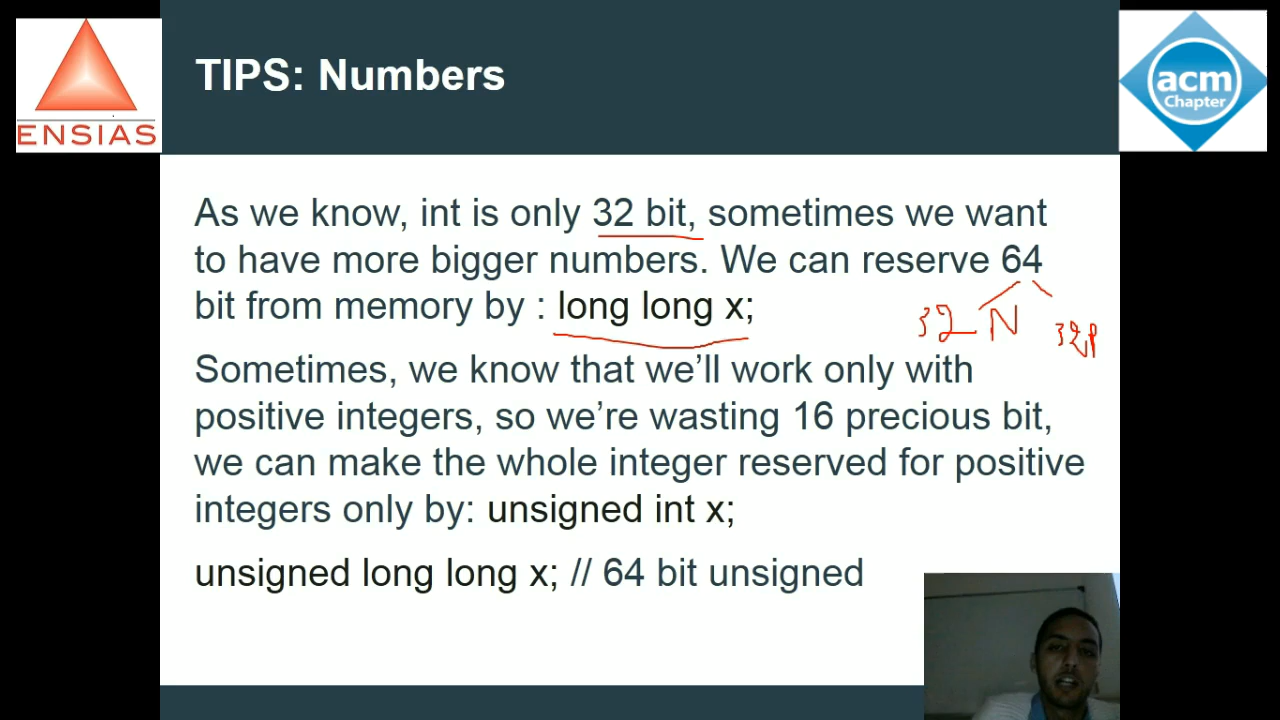 TIPS: Numbers
ENSIAS
acm
Chapter
As we know, int is only 32 bit, sometimes we want
to have more bigger numbers. We can reserve 64
bit from memory by : long long x;
32 N
32P
Sometimes, we know that we’ll work only with
positive integers, so we’re wasting 16 precious bit,
we can make the whole integer reserved for positive
integers only by: unsigned int x;
unsigned long long x; // 64 bit unsigned